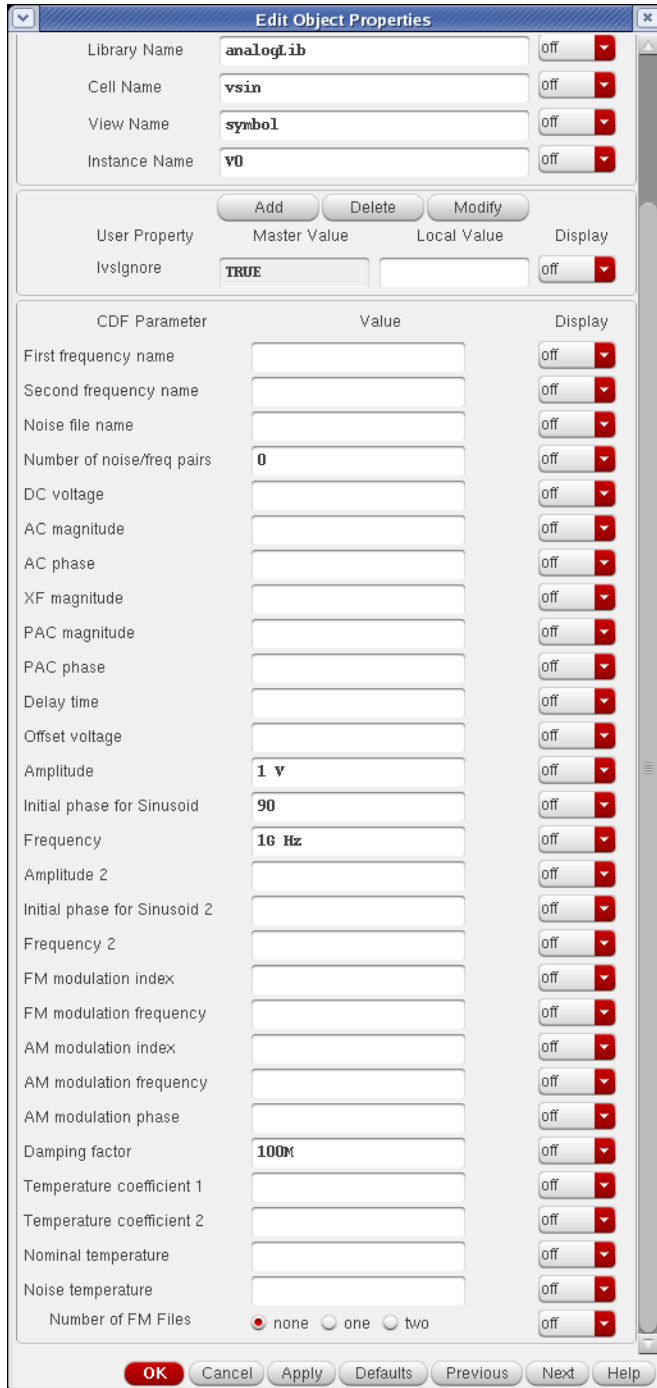 Edit Object Properties
Library Name analogLib off
Cell Name vsin off
View Name symbol off
Instance Name V0 off
Add Delete Modify
User Property Master Value Local Value Display
lvsIgnore TRUE off
CDF Parameter Value Display
First frequency name off
Second frequency name off
Noise file name off
Number of noise/freq pairs 0 off
DC voltage off
AC magnitude off
AC phase off
XF magnitude off
PAC magnitude off
PAC phase off
Delay time off
Offset voltage off
Amplitude 1 V off
Initial phase for Sinusoid 90 off
Frequency 1G Hz off
Amplitude 2 off
Initial phase for Sinusoid 2 off
Frequency 2 off
FM modulation index off
FM modulation frequency off
AM modulation index off
AM modulation frequency off
AM modulation phase off
Damping factor 100M off
Temperature coefficient 1 off
Temperature coefficient 2 off
Nominal temperature off
Noise temperature off
Number of FM Files none one two off
OK Cancel Apply Defaults Previous Next Help